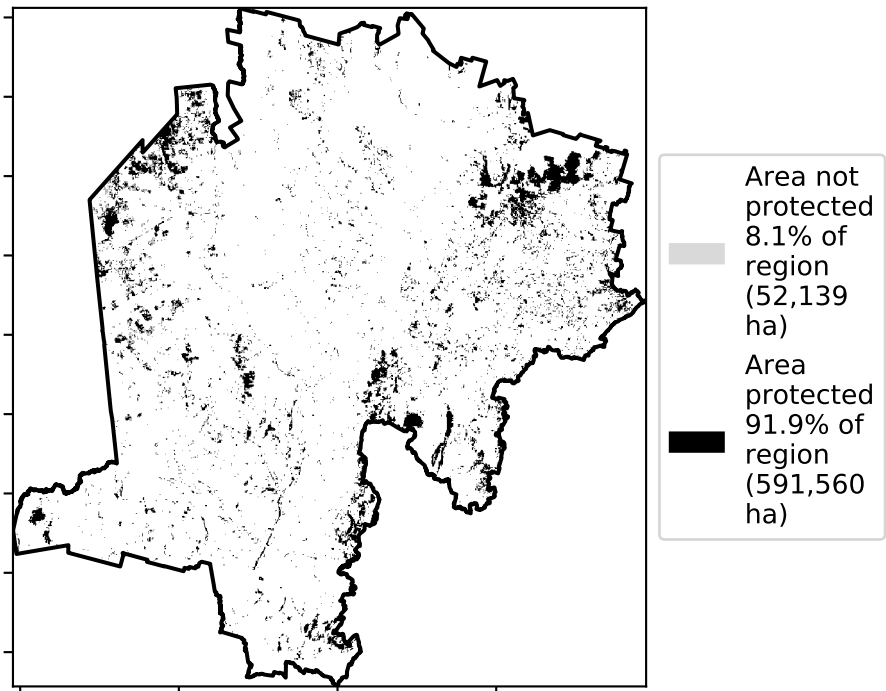 Area not
protected
8.1% of
region
(52,139
ha)
Area
protected
91.9% of
region
(591,560
ha)